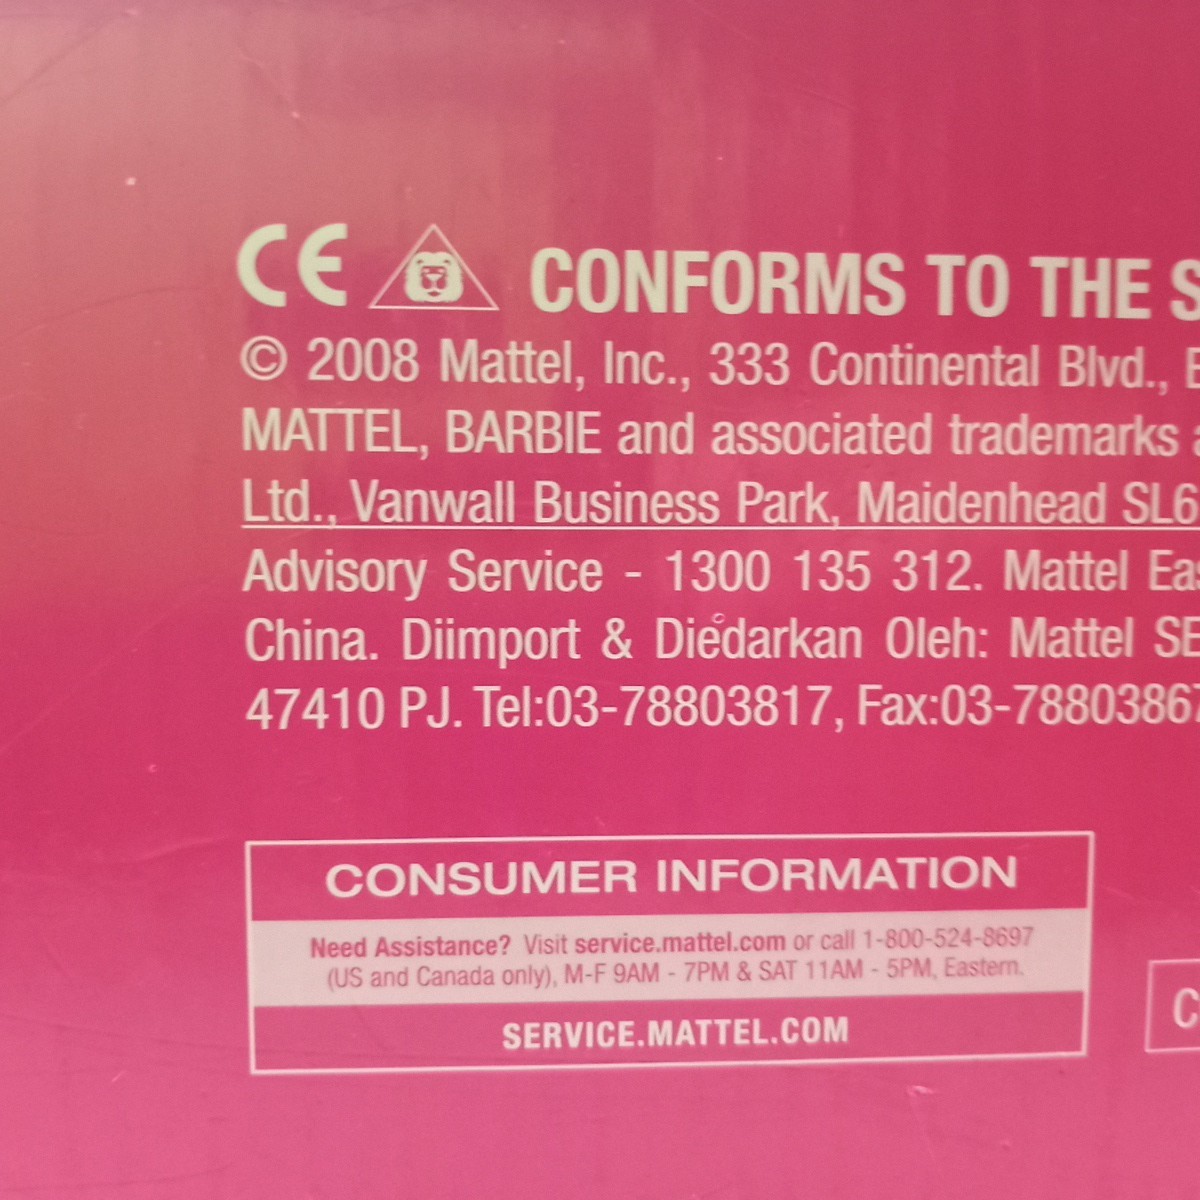 CE CONFORMS TO THE S
© 2008 Mattel, Inc., 333 Continental Blvd., E
MATTEL, BARBIE and associated trademarks a
Ltd., Vanwall Business Park, Maidenhead SL6
Advisory Service - 1300 135 312. Mattel Eas
China. Diimport & Diedarkan Oleh: Mattel SE
47410 PJ. Tel:03-78803817, Fax:03-7880386
CONSUMER INFORMATION
Need Assistance? Visit service.mattel.com or call 1-800-524-8697
(US and Canada only), M-F 9AM - 7PM & SAT 11AM - 5PM, Eastern.
SERVICE.MATTEL.COM
C